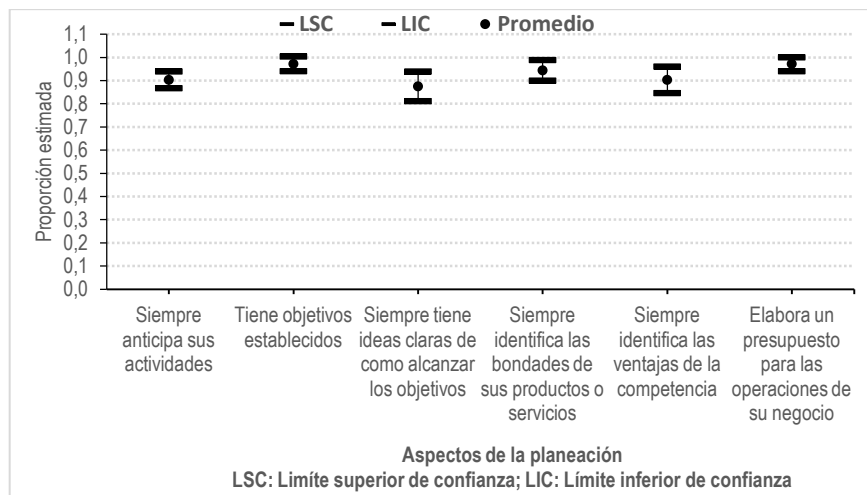 LSC LIC Promedio
1,1
1,0
0,9
0,8
0,7
0,6
0,5
0,4
0,3
0,2
0,1
0,0
Proporción estimada
Siempre
anticipa sus
actividades
Tiene objetivos
establecidos
Siempre tiene
ideas claras de
como alcanzar
los objetivos
Siempre
identifica las
bondades de
sus productos o
servicios
Siempre
identifica las
ventajas de la
competencia
Elabora un
presupuesto
para las
operaciones de
su negocio
Aspectos de la planeación
LSC: Limíte superior de confianza; LIC: Límite inferior de confianza